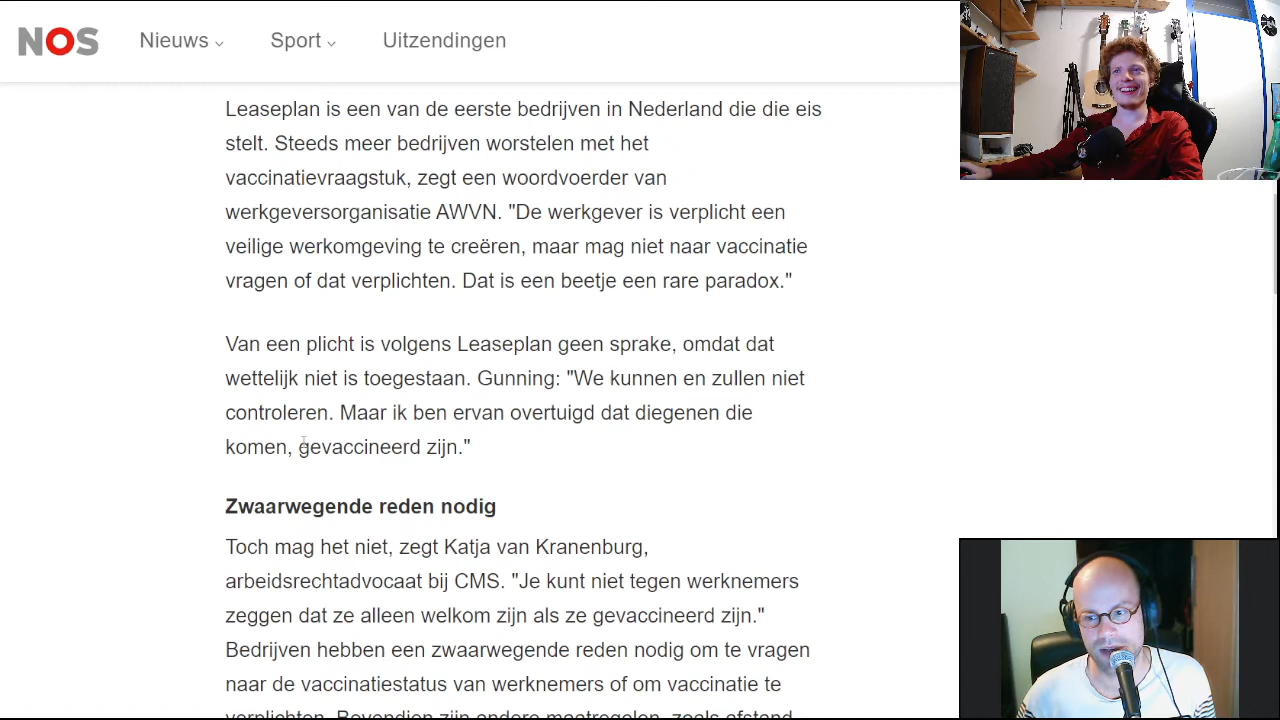 NOS Nieuws Sport Uitzendingen
Leaseplan is een van de eerste bedrijven in Nederland die die eis
stelt. Steeds meer bedrijven worstelen met het
vaccinatievraagstuk, zegt een woordvoerder van
werkgeversorganisatie AWVN. "De werkgever is verplicht een
veilige werkomgeving te creëren, maar mag niet naar vaccinatie
vragen of dat verplichten. Dat is een beetje een rare paradox."
Van een plicht is volgens Leaseplan geen sprake, omdat dat
wettelijk niet is toegestaan. Gunning: "We kunnen en zullen niet
controleren. Maar ik ben ervan overtuigd dat diegenen die
komen, gevaccineerd zijn."
Zwaarwegende reden nodig
Toch mag het niet, zegt Katja van Kranenburg,
arbeidsrechtadvocaat bij CMS. "Je kunt niet tegen werknemers
zeggen dat ze alleen welkom zijn als ze gevaccineerd zijn."
Bedrijven hebben een zwaarwegende reden nodig om te vragen
naar de vaccinatiestatus van werknemers of om vaccinatie te
verplichten. Bovendien zijn andere maatregelen, zoals afstand